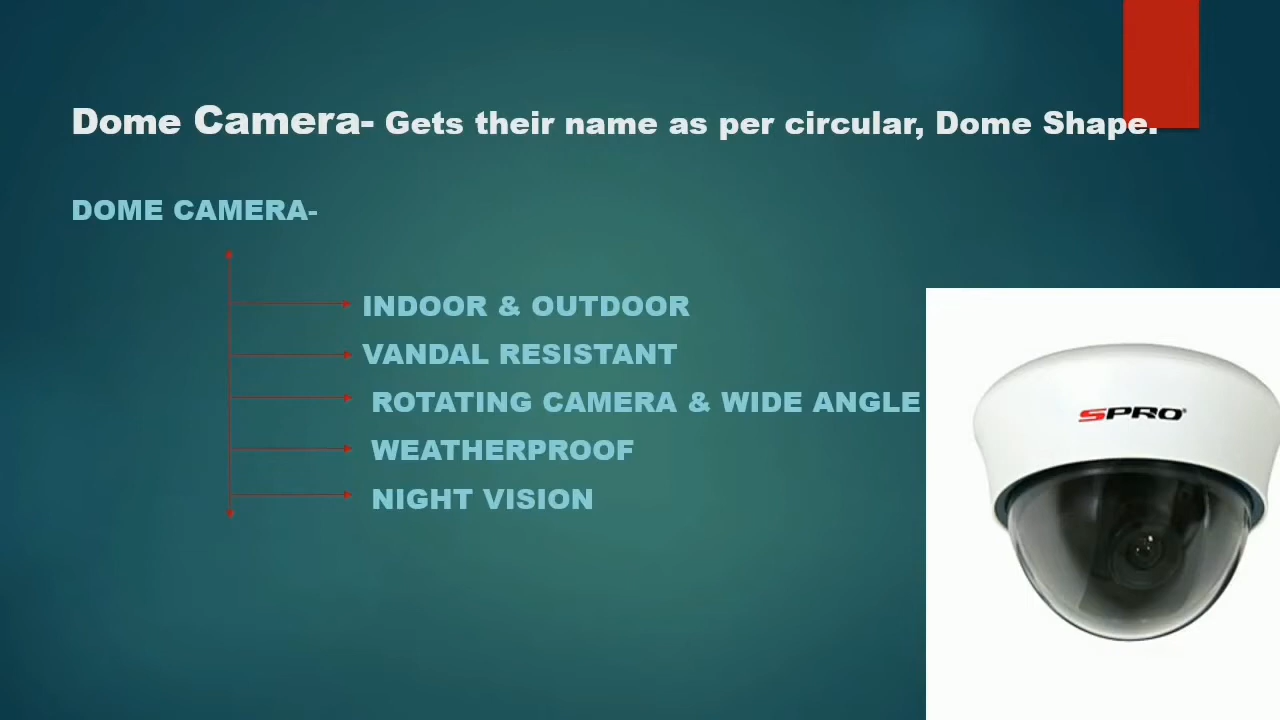 Dome Camera- Gets their name as per circular, Dome Shape.
DOME CAMERA-
INDOOR & OUTDOOR
VANDAL RESISTANT
ROTATING CAMERA & WIDE ANGLE
WEATHERPROOF
NIGHT VISION
SPRO®